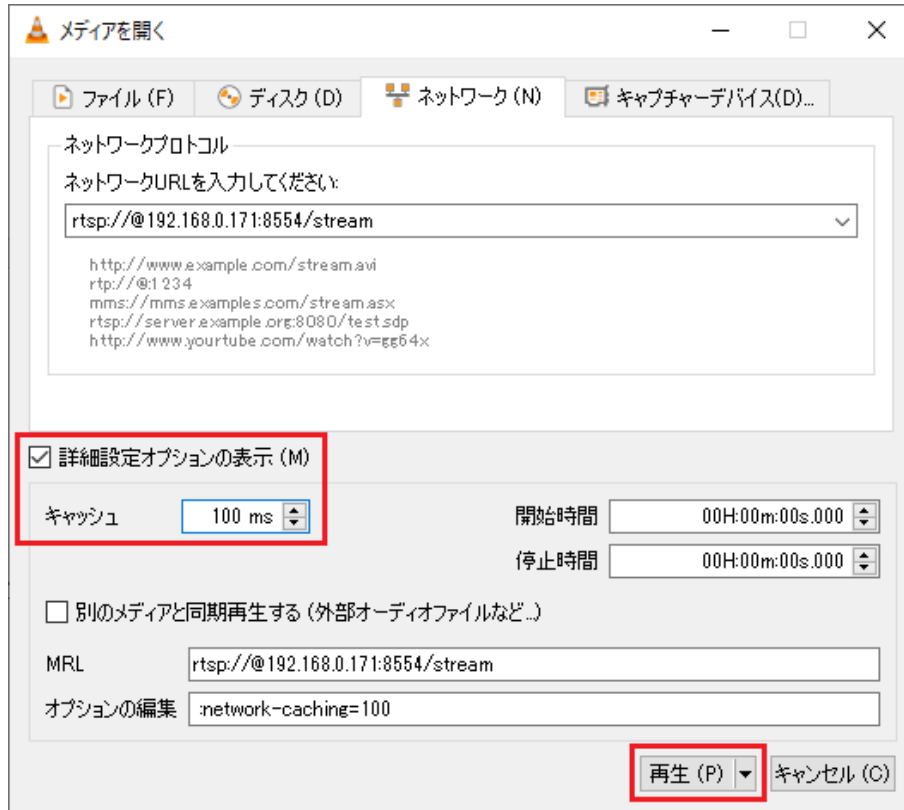 メディアを開く
ファイル (F)
ディスク (D)
ネットワーク (N)
キャプチャーデバイス(D)...
ネットワークプロトコル
ネットワークURLを入力してください:
rtsp://@192.168.0.171:8554/stream
http://www.example.com/stream.avi
rtp://@:1234
mms://mms.examples.com/stream.asx
rtsp://server.example.org:8080/test.sdp
http://www.yourtube.com/watch?v=gg64x
詳細設定オプションの表示 (M)
キャッシュ 100 ms
開始時間 00H:00m:00s.000
停止時間 00H:00m:00s.000
別のメディアと同期再生する (外部オーディオファイルなど...)
MRL rtsp://@192.168.0.171:8554/stream
オプションの編集 :network-caching=100
再生 (P)
キャンセル (C)